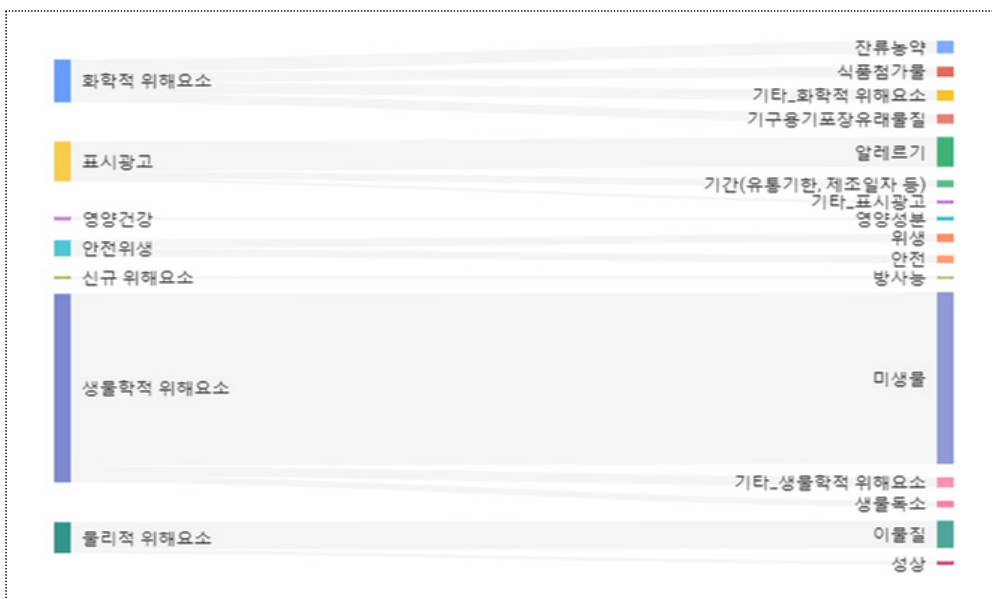 화학적 위해요소
표시광고
영양건강
안전위생
신규 위해요소
생물학적 위해요소
물리적 위해요소
잔류농약
식품첨가물
기타_화학적 위해요소
기구용기포장유래물질
알레르기
기간(유통기한, 제조일자 등)
기타_표시광고
영양성분
위생
안전
방사능
미생물
기타_생물학적 위해요소
생물독소
이물질
성상